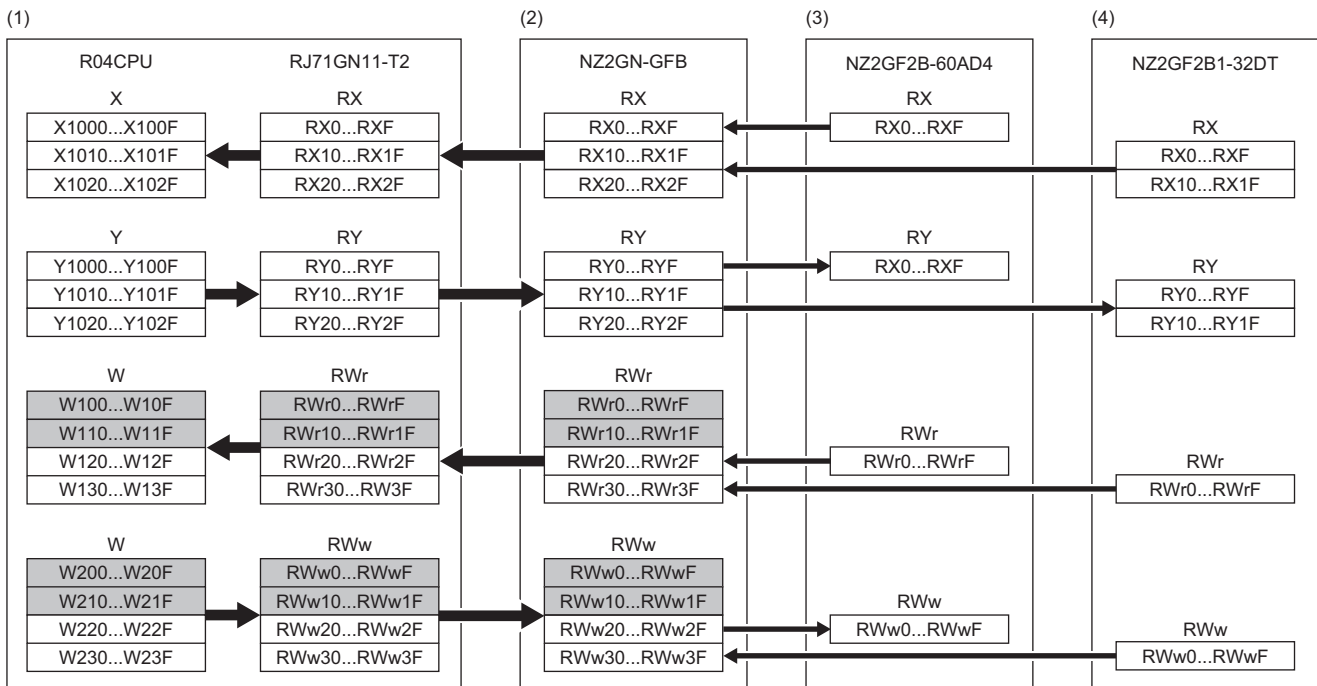 (1) (2) (3) (4)
R04CPU RJ71GN11-T2 NZ2GN-GFB NZ2GF2B-60AD4 NZ2GF2B1-32DT
X RX RX RX
X1000...X100F RX0...RXF RX0...RXF RX0...RXF RX
X1010...X101F RX10...RX1F RX10...RX1F RX0...RXF
X1020...X102F RX20...RX2F RX20...RX2F RX10...RX1F
Y RY RY RY
Y1000...Y100F RY0...RYF RY0...RYF RX0...RXF RY
Y1010...Y101F RY10...RY1F RY10...RY1F RY0...RYF
Y1020...Y102F RY20...RY2F RY20...RY2F RY10...RY1F
W RWr RWr
W100...W10F RWr0...RWrF RWr0...RWrF
W110...W11F RWr10...RWr1F RWr10...RWr1F RWr
W120...W12F RWr20...RWr2F RWr20...RWr2F RWr0...RWrF RWr
W130...W13F RWr30...RW3F RWr30...RWr3F RWr0...RWrF
W RWw RWw
W200...W20F RWw0...RWwF RWw0...RWwF
W210...W21F RWw10...RWw1F RWw10...RWw1F RWw
W220...W22F RWw20...RWw2F RWw20...RWw2F RWw0...RWwF RWw
W230...W23F RWw30...RWw3F RWw30...RWw3F RWw0...RWwF